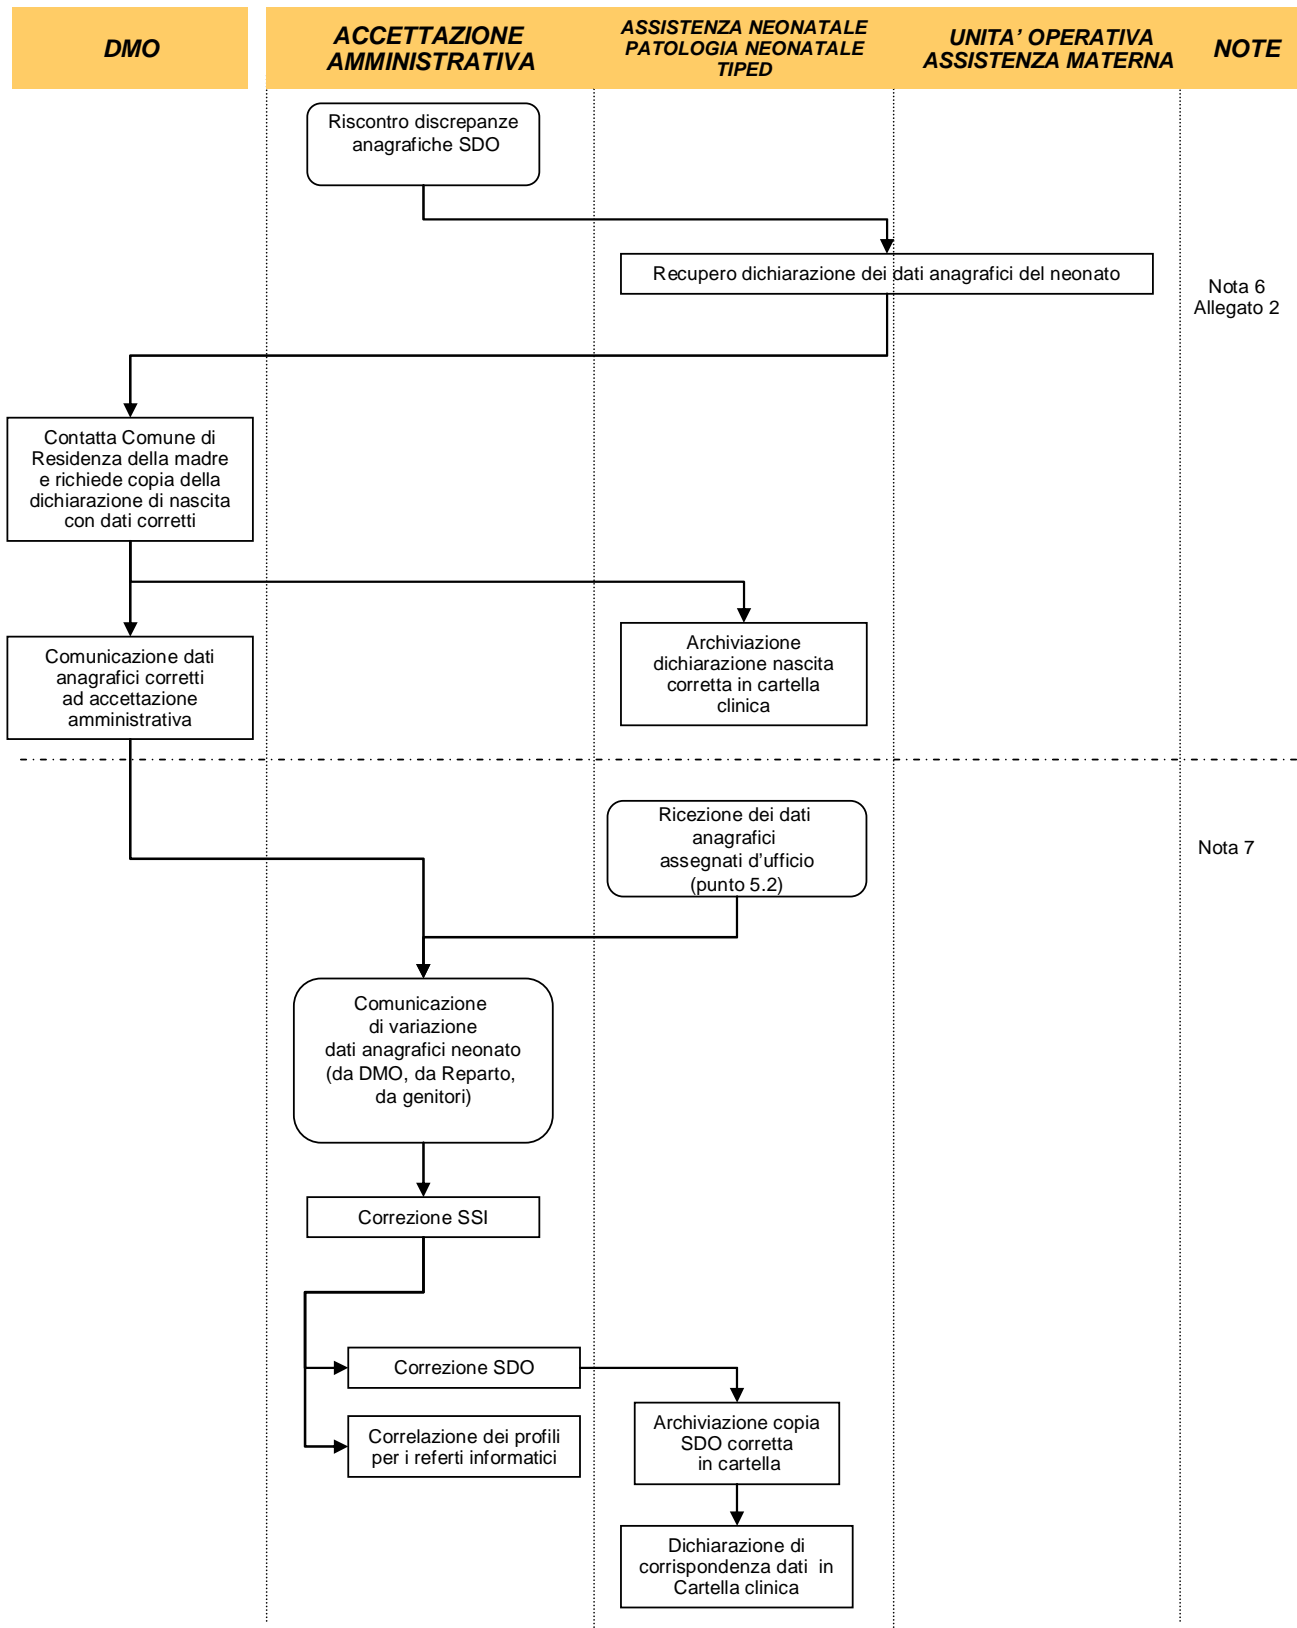 DMO
ACCETTAZIONE
AMMINISTRATIVA
ASSISTENZA NEONATALE
PATOLOGIA NEONATALE
TIPED
UNITA’ OPERATIVA
ASSISTENZA MATERNA
NOTE
Riscontro discrepanze
anagrafiche SDO
Recupero dichiarazione dei dati anagrafici del neonato
Nota 6
Allegato 2
Contatta Comune di
Residenza della madre
e richiede copia della
dichiarazione di nascita
con dati corretti
Comunicazione dati
anagrafici corretti
ad accettazione
amministrativa
Archiviazione
dichiarazione nascita
corretta in cartella
clinica
Ricezione dei dati
anagrafici
assegnati d’ufficio
(punto 5.2)
Nota 7
Comunicazione
di variazione
dati anagrafici neonato
(da DMO, da Reparto,
da genitori)
Correzione SSI
Correzione SDO
Correlazione dei profili
per i referti informatici
Archiviazione copia
SDO corretta
in cartella
Dichiarazione di
corrispondenza dati in
Cartella clinica